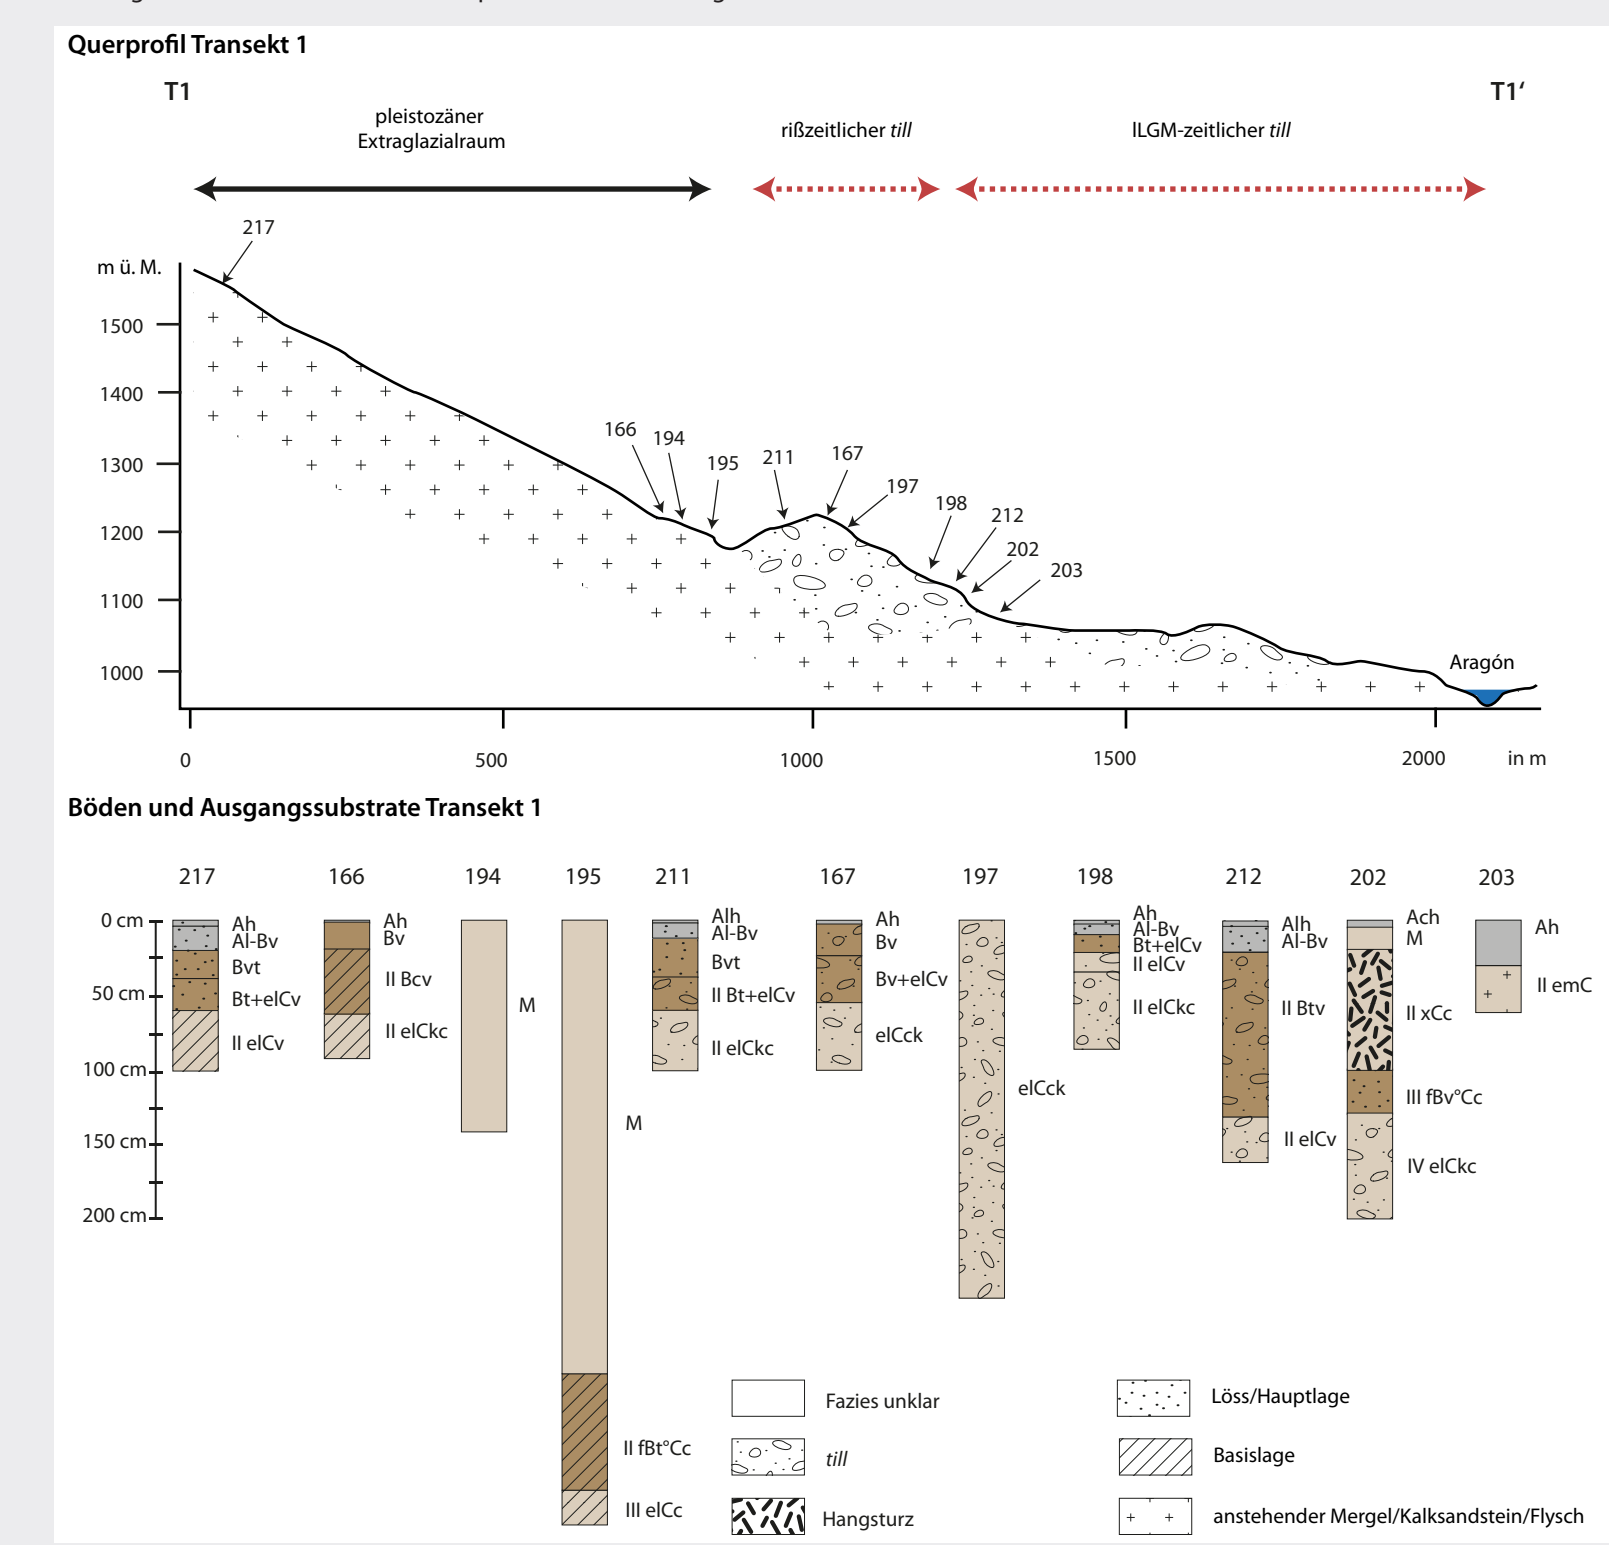 Querprofil Transekt 1
T1
T1‘
pleistozäner
Extraglazialraum
rißzeitlicher till
lLGM-zeitlicher till
217
m ü. M.
1500
1400
1300
1200
1100
1000
166
194
195
211
167
197
198
212
202
203
Aragón
0
500
1000
1500
2000
in m
Böden und Ausgangssubstrate Transekt 1
217
166
194
195
211
167
197
198
212
202
203
0 cm
50 cm
100 cm
150 cm
200 cm
Ah
Al-Bv
Bvt
Bt+elCv
II elCv
Ah
Bv
II Bcv
II elCkc
M
M
II fBt°Cc
III elCc
Alh
Al-Bv
Bvt
II Bt+elCv
II elCkc
Ah
Bv
Bv+elCv
elCck
elCck
Ah
Al-Bv
Bt+elCv
II elCv
II elCkc
Alh
Al-Bv
II Btv
II elCv
Ach
M
II xCc
III fBv°Cc
IV elCkc
Ah
II emC
Fazies unklar
till
Hangsturz
Löss/Hauptlage
Basislage
anstehender Mergel/Kalksandstein/Flysch